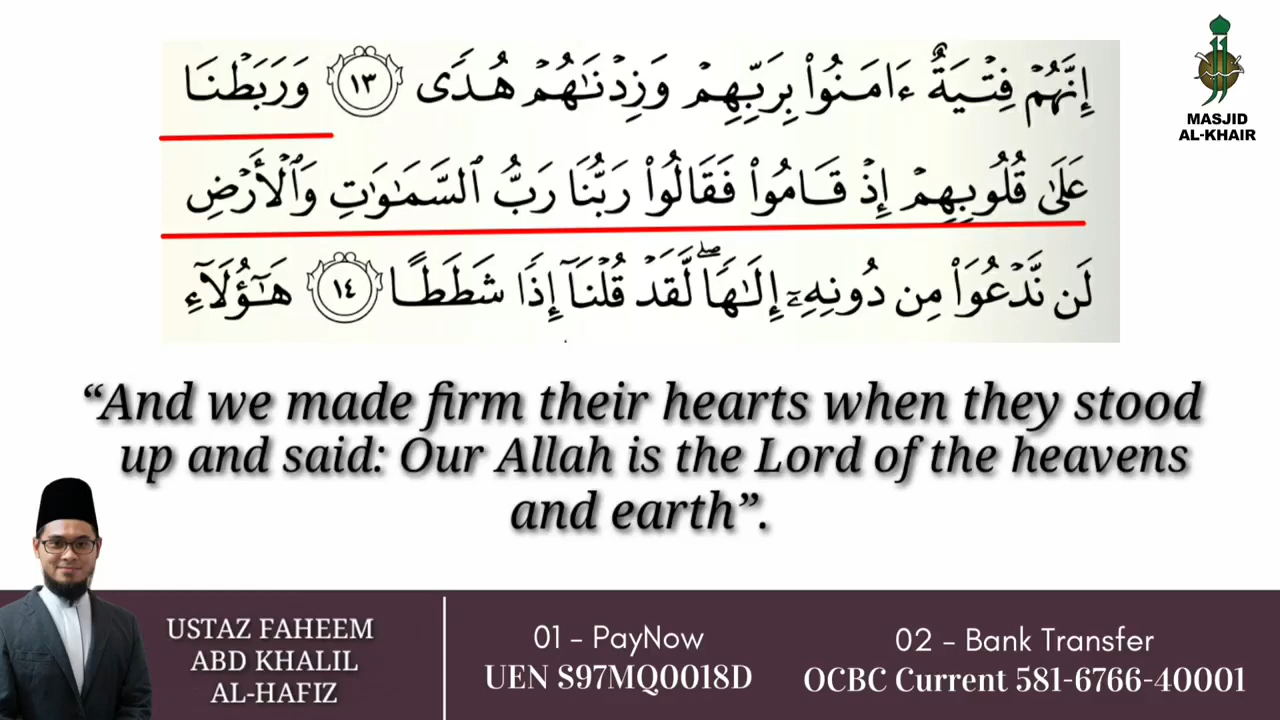 إِنَّهُمْ فِتْيَةٌ ءَامَنُوا۟ بِرَبِّهِمْ وَزِدْنَٰهُمْ هُدًى ١٣ وَرَبَطْنَا
عَلَىٰ قُلُوبِهِمْ إِذْ قَامُوا۟ فَقَالُوا۟ رَبُّنَا رَبُّ ٱلسَّمَٰوَٰتِ وَٱلْأَرْضِ
لَن نَّدْعُوَا۟ مِن دُونِهِۦٓ إِلَٰهًا ۖ لَّقَدْ قُلْنَآ إِذًا شَطَطًا ١٤ هَٰٓؤُلَآءِ
MASJID
AL-KHAIR
“And we made firm their hearts when they stood
up and said: Our Allah is the Lord of the heavens
and earth”.
USTAZ FAHEEM
ABD KHALIL
AL-HAFIZ
01 – PayNow
UEN S97MQ0018D
02 – Bank Transfer
OCBC Current 581-6766-40001